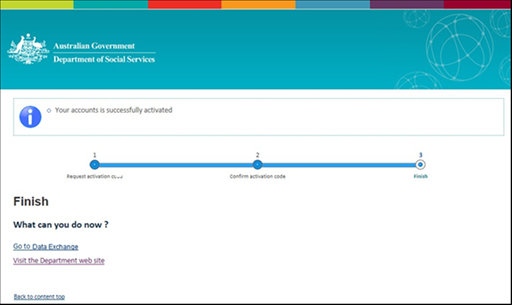 Australian Government
Department of Social Services
Your accounts is successfully activated
1
2
3
Request activation
Confirm activation code
Finish
Finish
What can you do now ?
Go to Data Exchange
Visit the Department web site
Back to content top